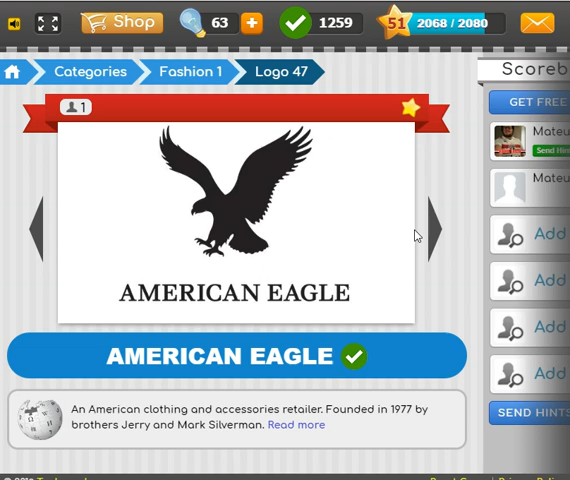 Shop
63
1259
51
2068 / 2080
Categories
Fashion 1
Logo 47
Scoreb
1
GET FREE
Mateu
Send Hin
Mateu
Add
Add
Add
Add
SEND HINTS
AMERICAN EAGLE
AMERICAN EAGLE
An American clothing and accessories retailer. Founded in 1977 by
brothers Jerry and Mark Silverman. Read more